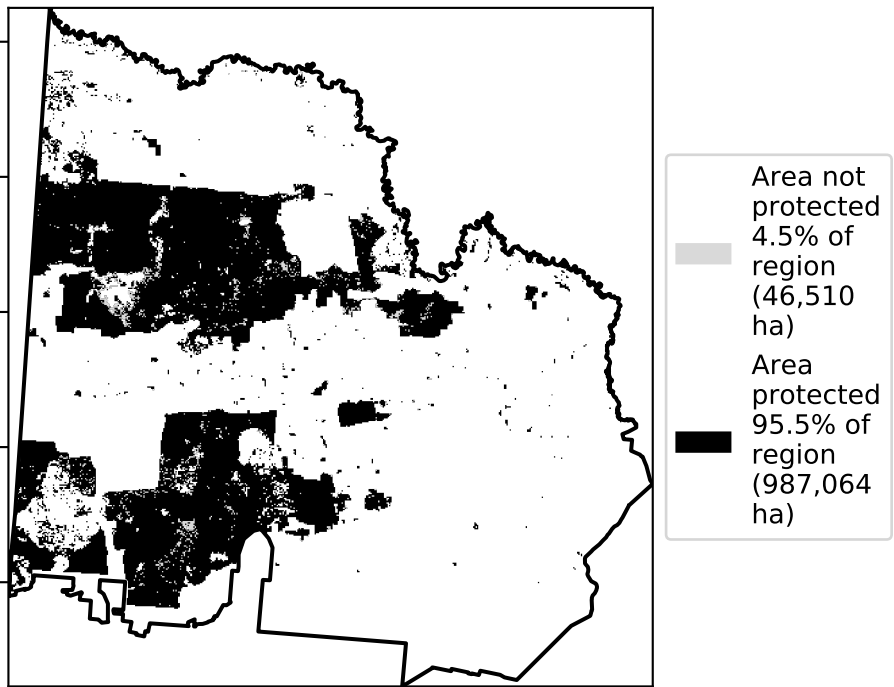 Area not
protected
4.5% of
region
(46,510
ha)
Area
protected
95.5% of
region
(987,064
ha)